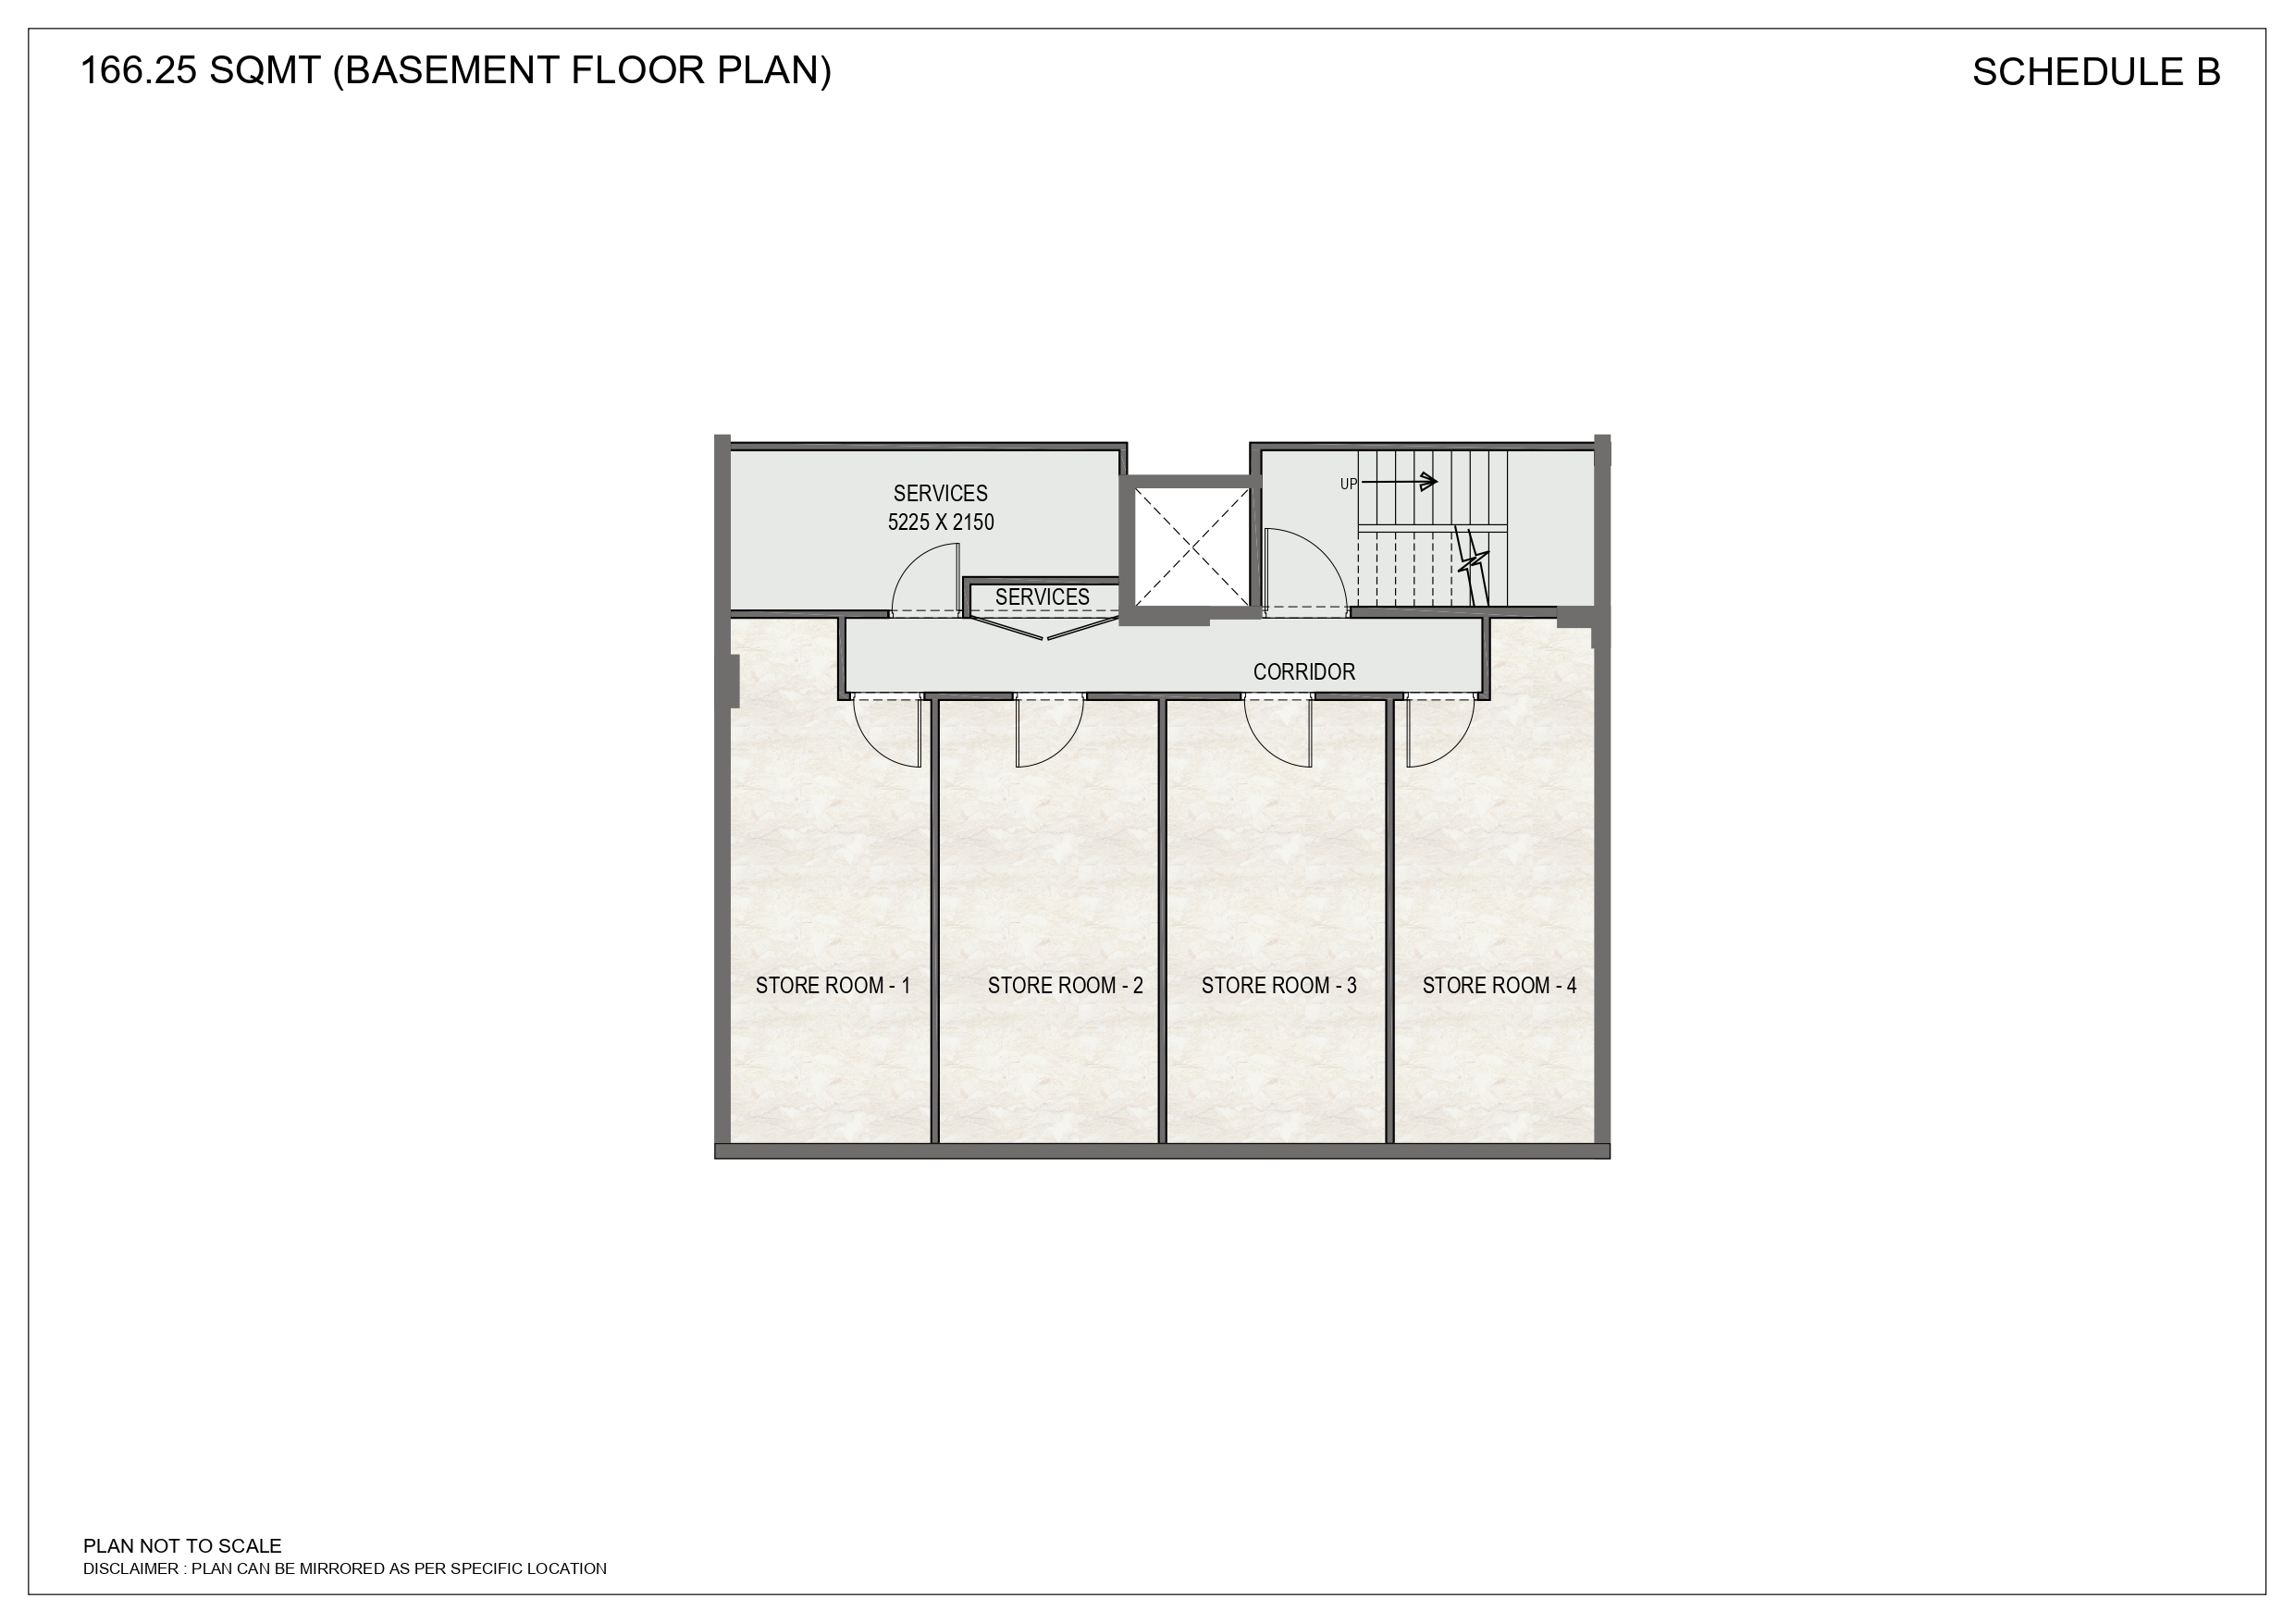 166.25 SQMT (BASEMENT FLOOR PLAN)
SCHEDULE B
SERVICES
5225 X 2150
UP
SERVICES
CORRIDOR
STORE ROOM - 1
STORE ROOM - 2
STORE ROOM - 3
STORE ROOM - 4
PLAN NOT TO SCALE
DISCLAIMER : PLAN CAN BE MIRRORED AS PER SPECIFIC LOCATION